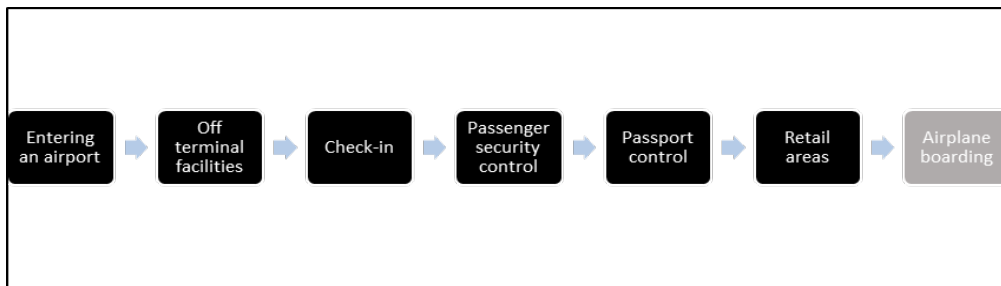 Entering
an airport
Off
terminal
facilities
Check-in
Passenger
security
control
Passport
control
Retail
areas
Airplane
boarding